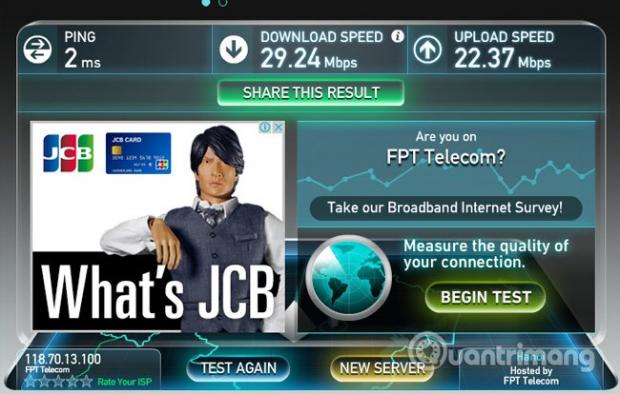 PING
2 ms
DOWNLOAD SPEED
29.24 Mbps
UPLOAD SPEED
22.37 Mbps
SHARE THIS RESULT
JCB
JCB CARD
JCB
What's JCB
Are you on
FPT Telecom?
Take our Broadband Internet Survey!
Measure the quality of
your connection.
BEGIN TEST
118.70.13.100
FPT Telecom
Rate Your ISP
TEST AGAIN
NEW SERVER
Quantrimang
Hanoi
Hosted by
FPT Telecom